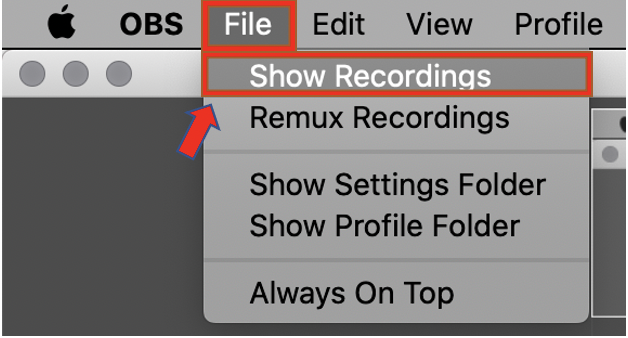 OBS File Edit View Profile
Show Recordings
Remux Recordings
Show Settings Folder
Show Profile Folder
Always On Top